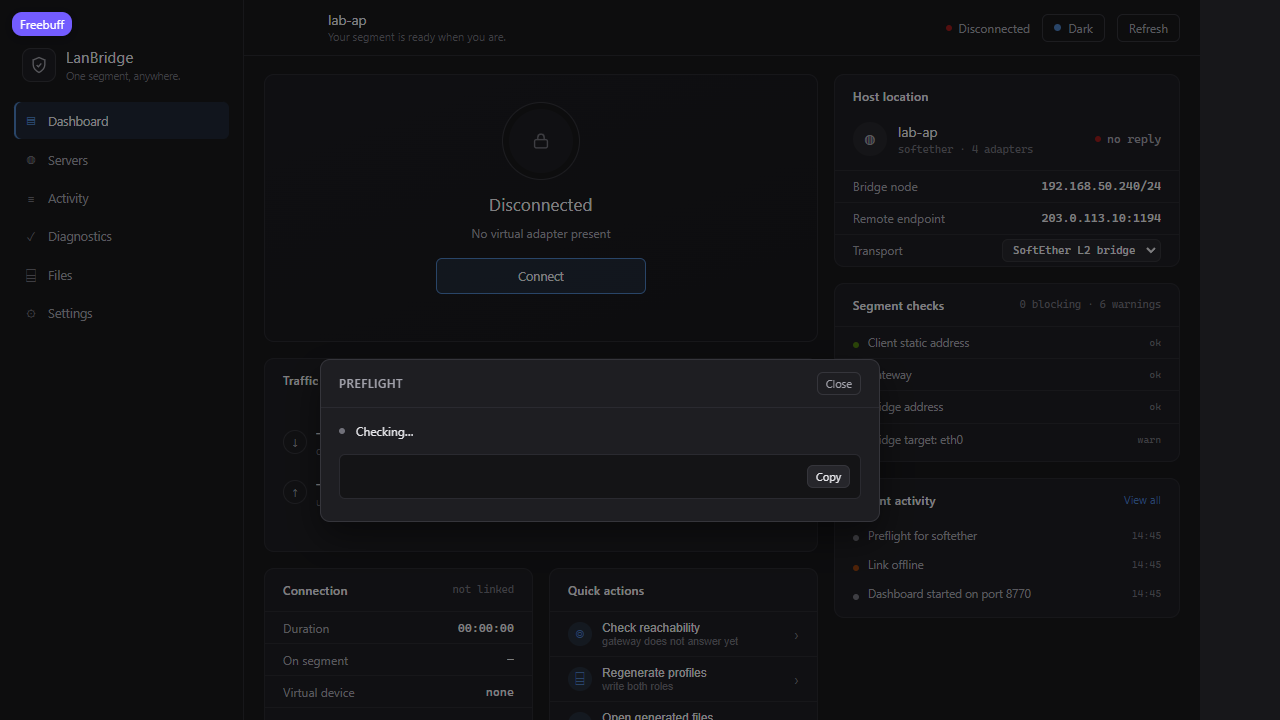 Freebuff
LanBridge
One segment, anywhere.
Dashboard
Servers
Activity
Diagnostics
Files
Settings
lab-ap
Your segment is ready when you are.
Disconnected
Dark
Refresh
Disconnected
No virtual adapter present
Connect
Host location
lab-ap
softether · 4 adapters
no reply
Bridge node
192.168.50.240/24
Remote endpoint
203.0.113.10:1194
Transport
SoftEther L2 bridge
Segment checks
0 blocking · 6 warnings
Client static address
ok
ateway
ok
idge address
ok
idge target: eth0
warn
Traffic
PREFLIGHT
Close
Checking...
Copy
nt activity
View all
Preflight for softether
14:45
Link offline
14:45
Dashboard started on port 8770
14:45
Connection
not linked
Duration
00:00:00
On segment
—
Virtual device
none
Quick actions
Check reachability
gateway does not answer yet
Regenerate profiles
write both roles
Open generated files